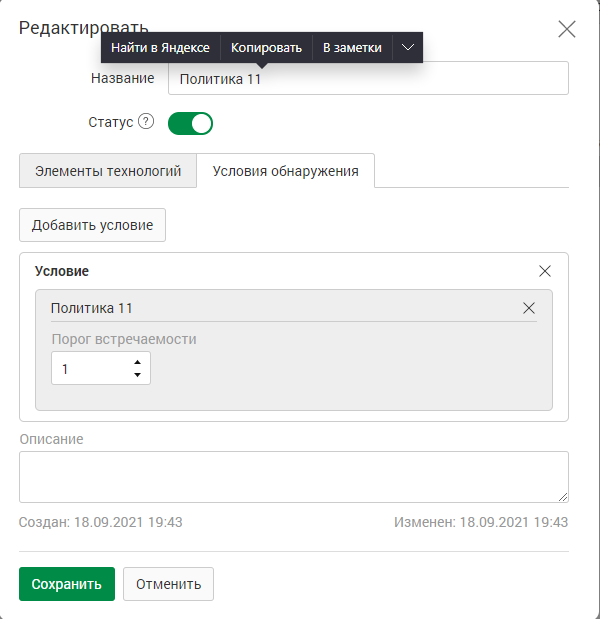 Редактировать
Найти в Яндексе Копировать В заметки
Название Политика 11
Статус ?
Элементы технологий Условия обнаружения
Добавить условие
Условие
Политика 11
Порог встречаемости
1
Описание
Создан: 18.09.2021 19:43 Изменен: 18.09.2021 19:43
Сохранить Отменить